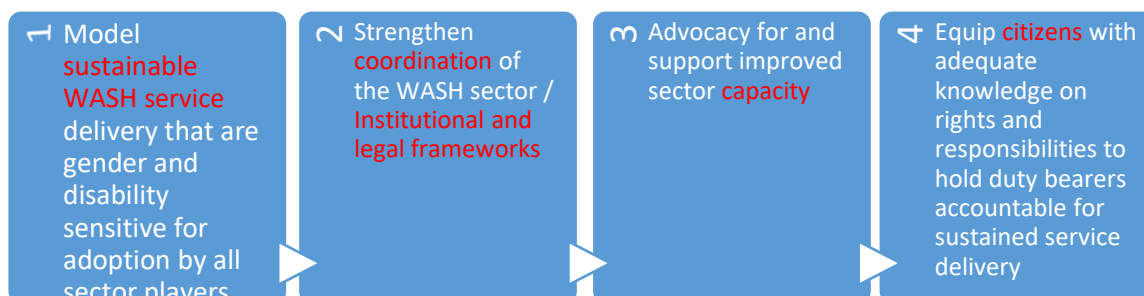 1 Model
sustainable
WASH service
delivery that are
gender and
disability
sensitive for
adoption by all
sector players
2 Strengthen
coordination of
the WASH sector /
Institutional and
legal frameworks
3 Advocacy for and
support improved
sector capacity
4 Equip citizens with
adequate
knowledge on
rights and
responsibilities to
hold duty bearers
accountable for
sustained service
delivery